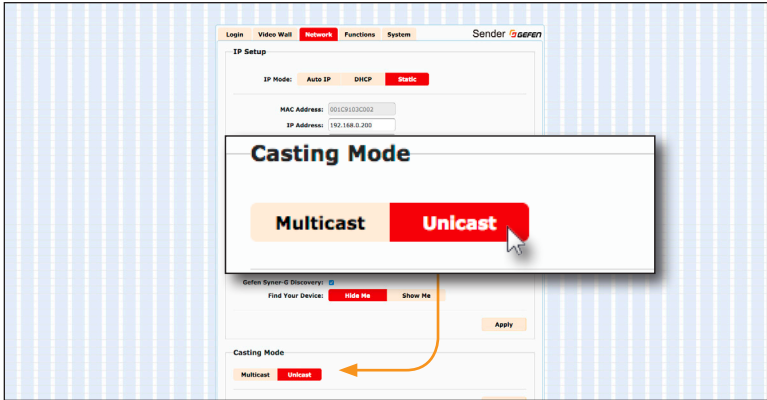 Login Video Wall Network Functions System Sender GEFEN
IP Setup
IP Mode: Auto IP DHCP Static
MAC Address: 001C9103C002
IP Address: 192.168.0.200
Casting Mode
Multicast Unicast
Gefen Syner-G Discovery:
Find Your Device: Hide Me Show Me
Apply
Casting Mode
Multicast Unicast